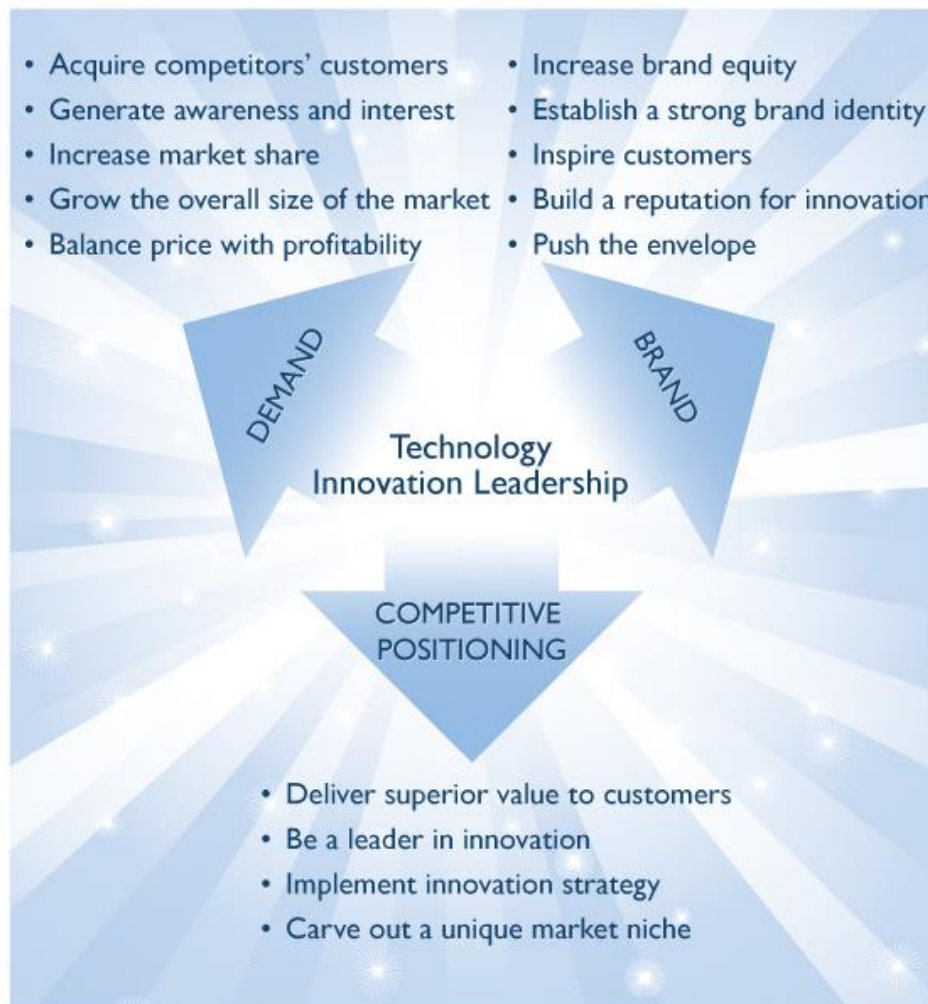 • Acquire competitors’ customers
• Generate awareness and interest
• Increase market share
• Grow the overall size of the market
• Balance price with profitability
• Increase brand equity
• Establish a strong brand identity
• Inspire customers
• Build a reputation for innovation
• Push the envelope
DEMAND
BRAND
Technology
Innovation Leadership
COMPETITIVE
POSITIONING
• Deliver superior value to customers
• Be a leader in innovation
• Implement innovation strategy
• Carve out a unique market niche